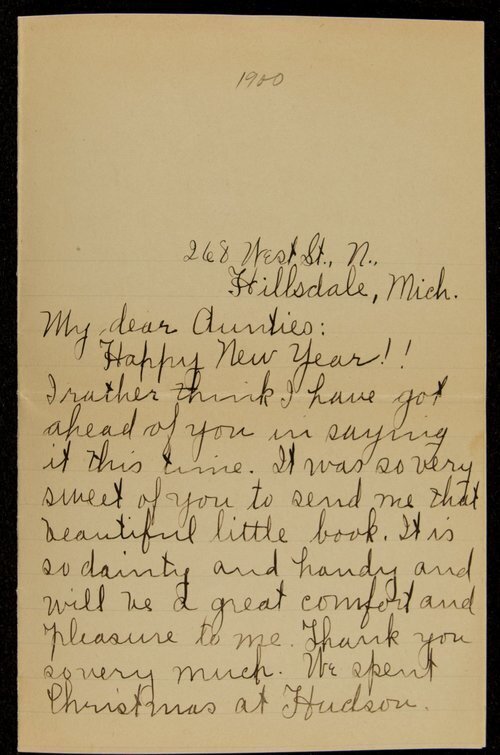 1900
268 West St., N.,
Hillsdale, Mich.
My dear Aunties:
Happy New Year!!
I rather think I have got
ahead of you in saying
it this time. It was so very
sweet of you to send me that
beautiful little book. It is
so dainty and handy and
will be a great comfort and
pleasure to me. Thank you
so very much. We spent
Christmas at Hudson.